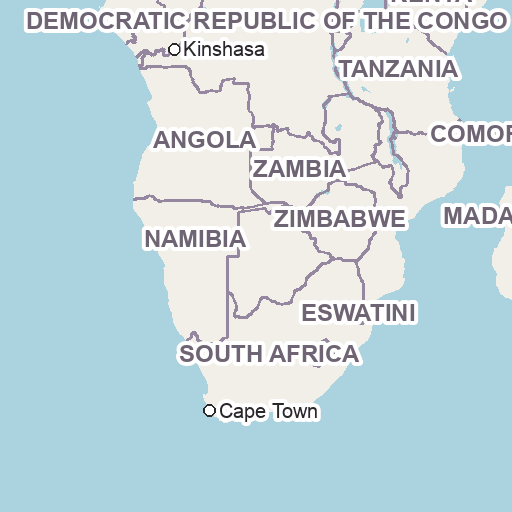 DEMOCRATIC REPUBLIC OF THE CONGO
Kinshasa
TANZANIA
COMOR
ANGOLA
ZAMBIA
MADA
ZIMBABWE
NAMIBIA
ESWATINI
SOUTH AFRICA
Cape Town